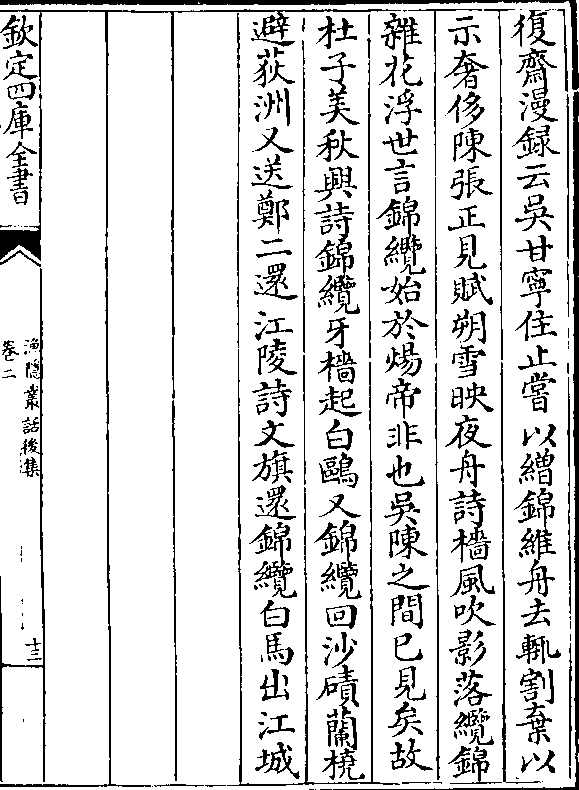 復齋漫録云吳甘寧住止嘗以繒錦維舟去輒割棄以
示奢侈陳張正見賦朔雪映夜舟詩檣風吹影落纜錦
雜花浮世言錦纜始於煬帝非也吳陳之間已見矣故
杜子美秋興詩錦纜牙檣起白鷗又錦纜回沙磧蘭橈
避荻洲又送鄭二還江陵詩文旗還錦纜白馬出江城
欽定四庫全書
漁隱叢話後集
卷二
十三